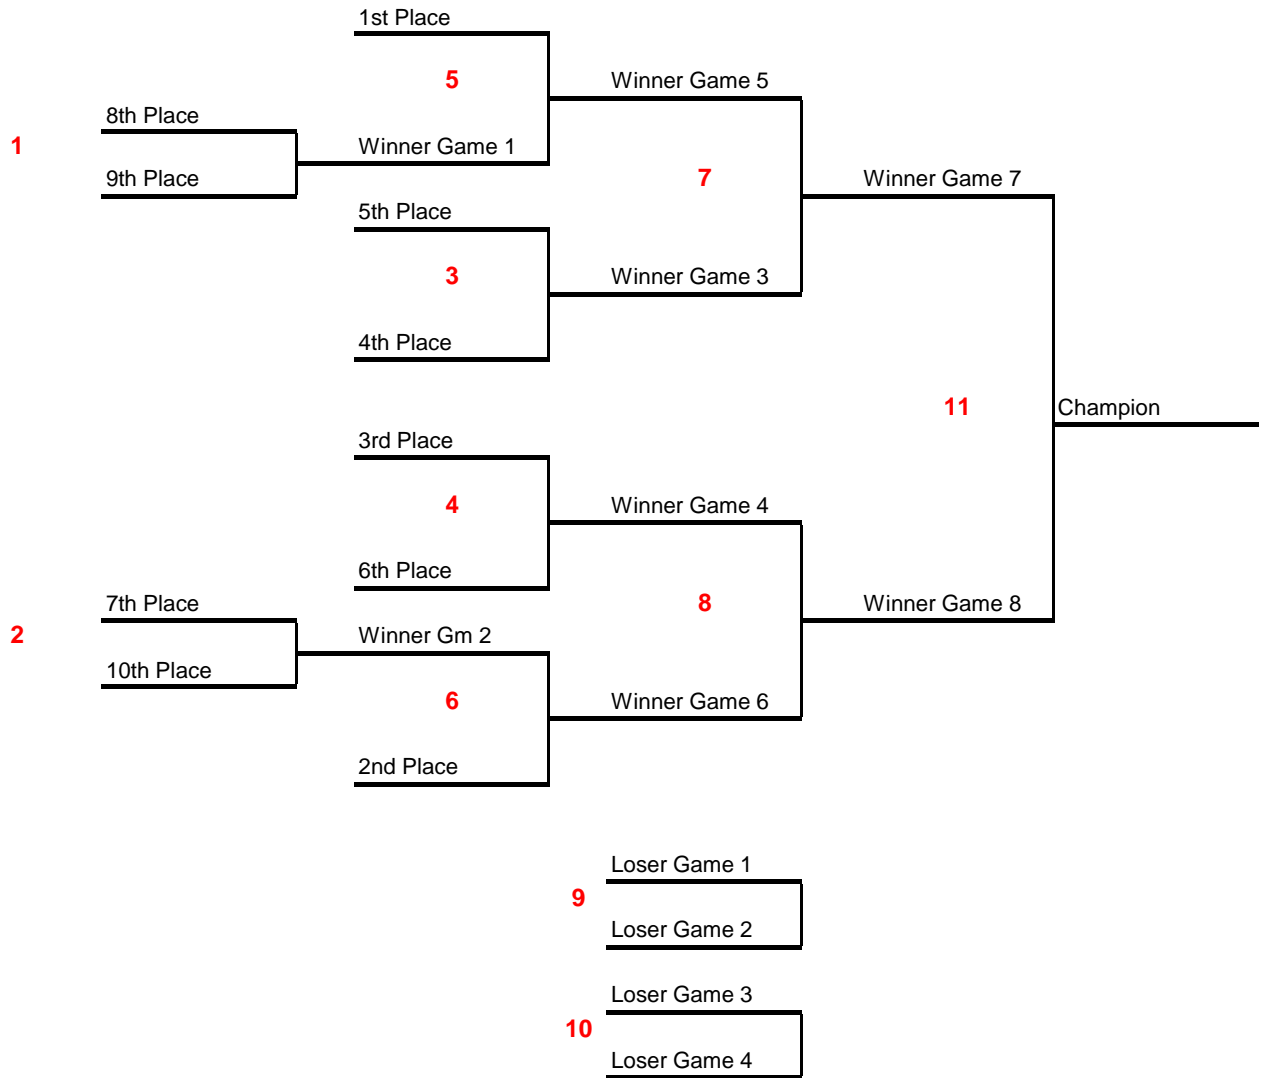 1st Place
5
Winner Game 5
8th Place
1
Winner Game 1
9th Place
7
Winner Game 7
5th Place
3
Winner Game 3
4th Place
11
Champion
3rd Place
4
Winner Game 4
6th Place
7th Place
8
Winner Game 8
2
Winner Gm 2
10th Place
6
Winner Game 6
2nd Place
Loser Game 1
9
Loser Game 2
Loser Game 3
10
Loser Game 4